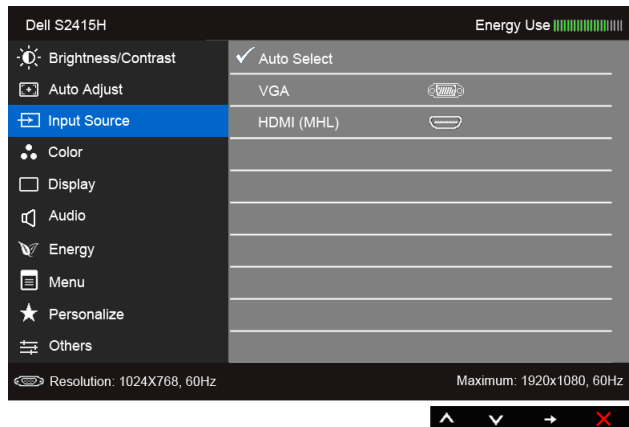 Dell S2415H
Energy Use
Brightness/Contrast
Auto Select
Auto Adjust
VGA
Input Source
HDMI (MHL)
Color
Display
Audio
Energy
Menu
Personalize
Others
Resolution: 1024X768, 60Hz
Maximum: 1920x1080, 60Hz